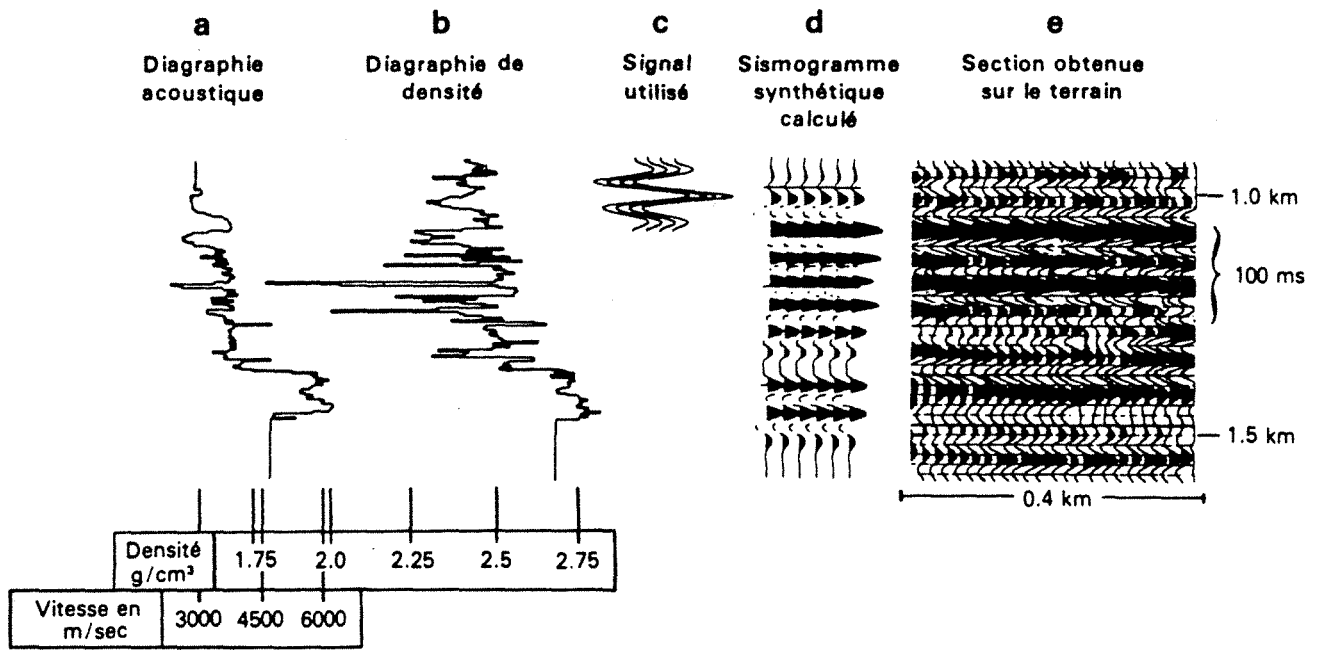 a
Diagraphie
acoustique
b
Diagraphie de
densité
c
Signal
utilisé
d
Sismogramme
synthétique
calculé
e
Section obtenue
sur le terrain
1.0 km
100 ms
1.5 km
0.4 km
Densité
g/cm³
1.75 2.0 2.25 2.5 2.75
Vitesse en
m/sec
3000 4500 6000